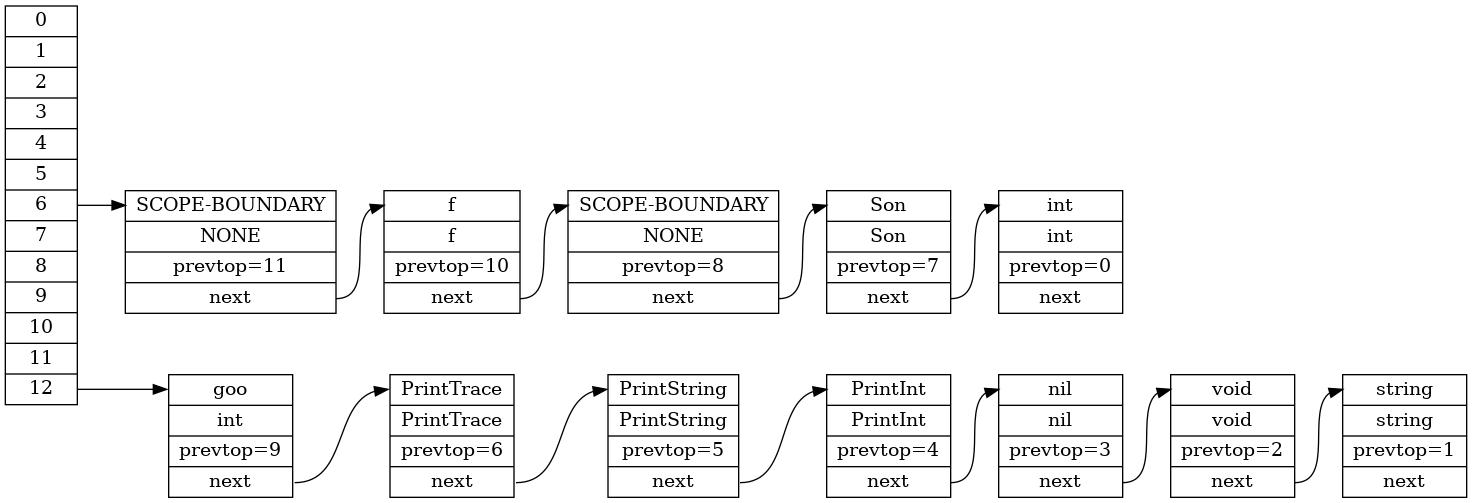 0
1
2
3
4
5
6
7
8
9
10
11
12
SCOPE-BOUNDARY
NONE
prevtop=11
next
f
f
prevtop=10
next
SCOPE-BOUNDARY
NONE
prevtop=8
next
Son
Son
prevtop=7
next
int
int
prevtop=0
next
goo
int
prevtop=9
next
PrintTrace
PrintTrace
prevtop=6
next
PrintString
PrintString
prevtop=5
next
PrintInt
PrintInt
prevtop=4
next
nil
nil
prevtop=3
next
void
void
prevtop=2
next
string
string
prevtop=1
next